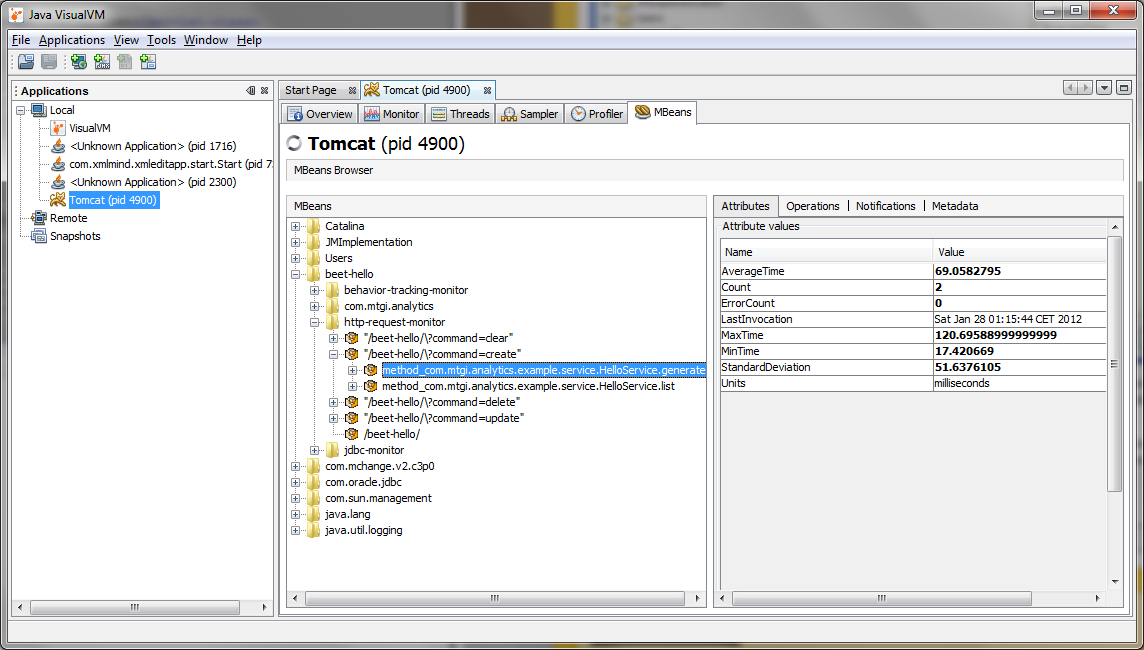 Java VisualVM
File Applications View Tools Window Help
Applications
Local
VisualVM
<Unknown Application> (pid 1716)
com.xmlmind.xmleditapp.start.Start (pid 7
<Unknown Application> (pid 2300)
Tomcat (pid 4900)
Remote
Snapshots
Start Page
Tomcat (pid 4900)
Overview Monitor Threads Sampler Profiler MBeans
Tomcat (pid 4900)
MBeans Browser
MBeans
Catalina
JMImplementation
Users
beet-hello
behavior-tracking-monitor
com.mtgi.analytics
http-request-monitor
"/beet-hello/\?command=clear"
"/beet-hello/\?command=create"
method_com.mtgi.analytics.example.service.HelloService.generate
method_com.mtgi.analytics.example.service.HelloService.list
"/beet-hello/\?command=delete"
"/beet-hello/\?command=update"
/beet-hello/
jdbc-monitor
com.mchange.v2.c3p0
com.oracle.jdbc
com.sun.management
java.lang
java.util.logging
Attributes Operations Notifications Metadata
Attribute values
Name Value
AverageTime 69.0582795
Count 2
ErrorCount 0
LastInvocation Sat Jan 28 01:15:44 CET 2012
MaxTime 120.69588999999999
MinTime 17.420669
StandardDeviation 51.6376105
Units milliseconds